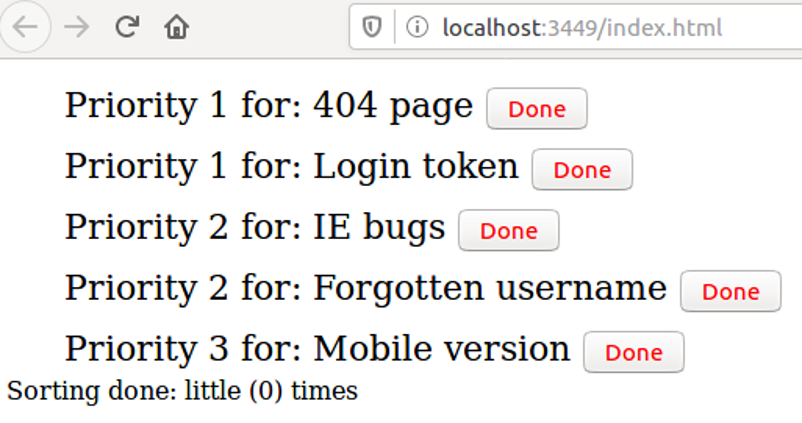 localhost:3449/index.html
Priority 1 for: 404 page Done
Priority 1 for: Login token Done
Priority 2 for: IE bugs Done
Priority 2 for: Forgotten username Done
Priority 3 for: Mobile version Done
Sorting done: little (0) times